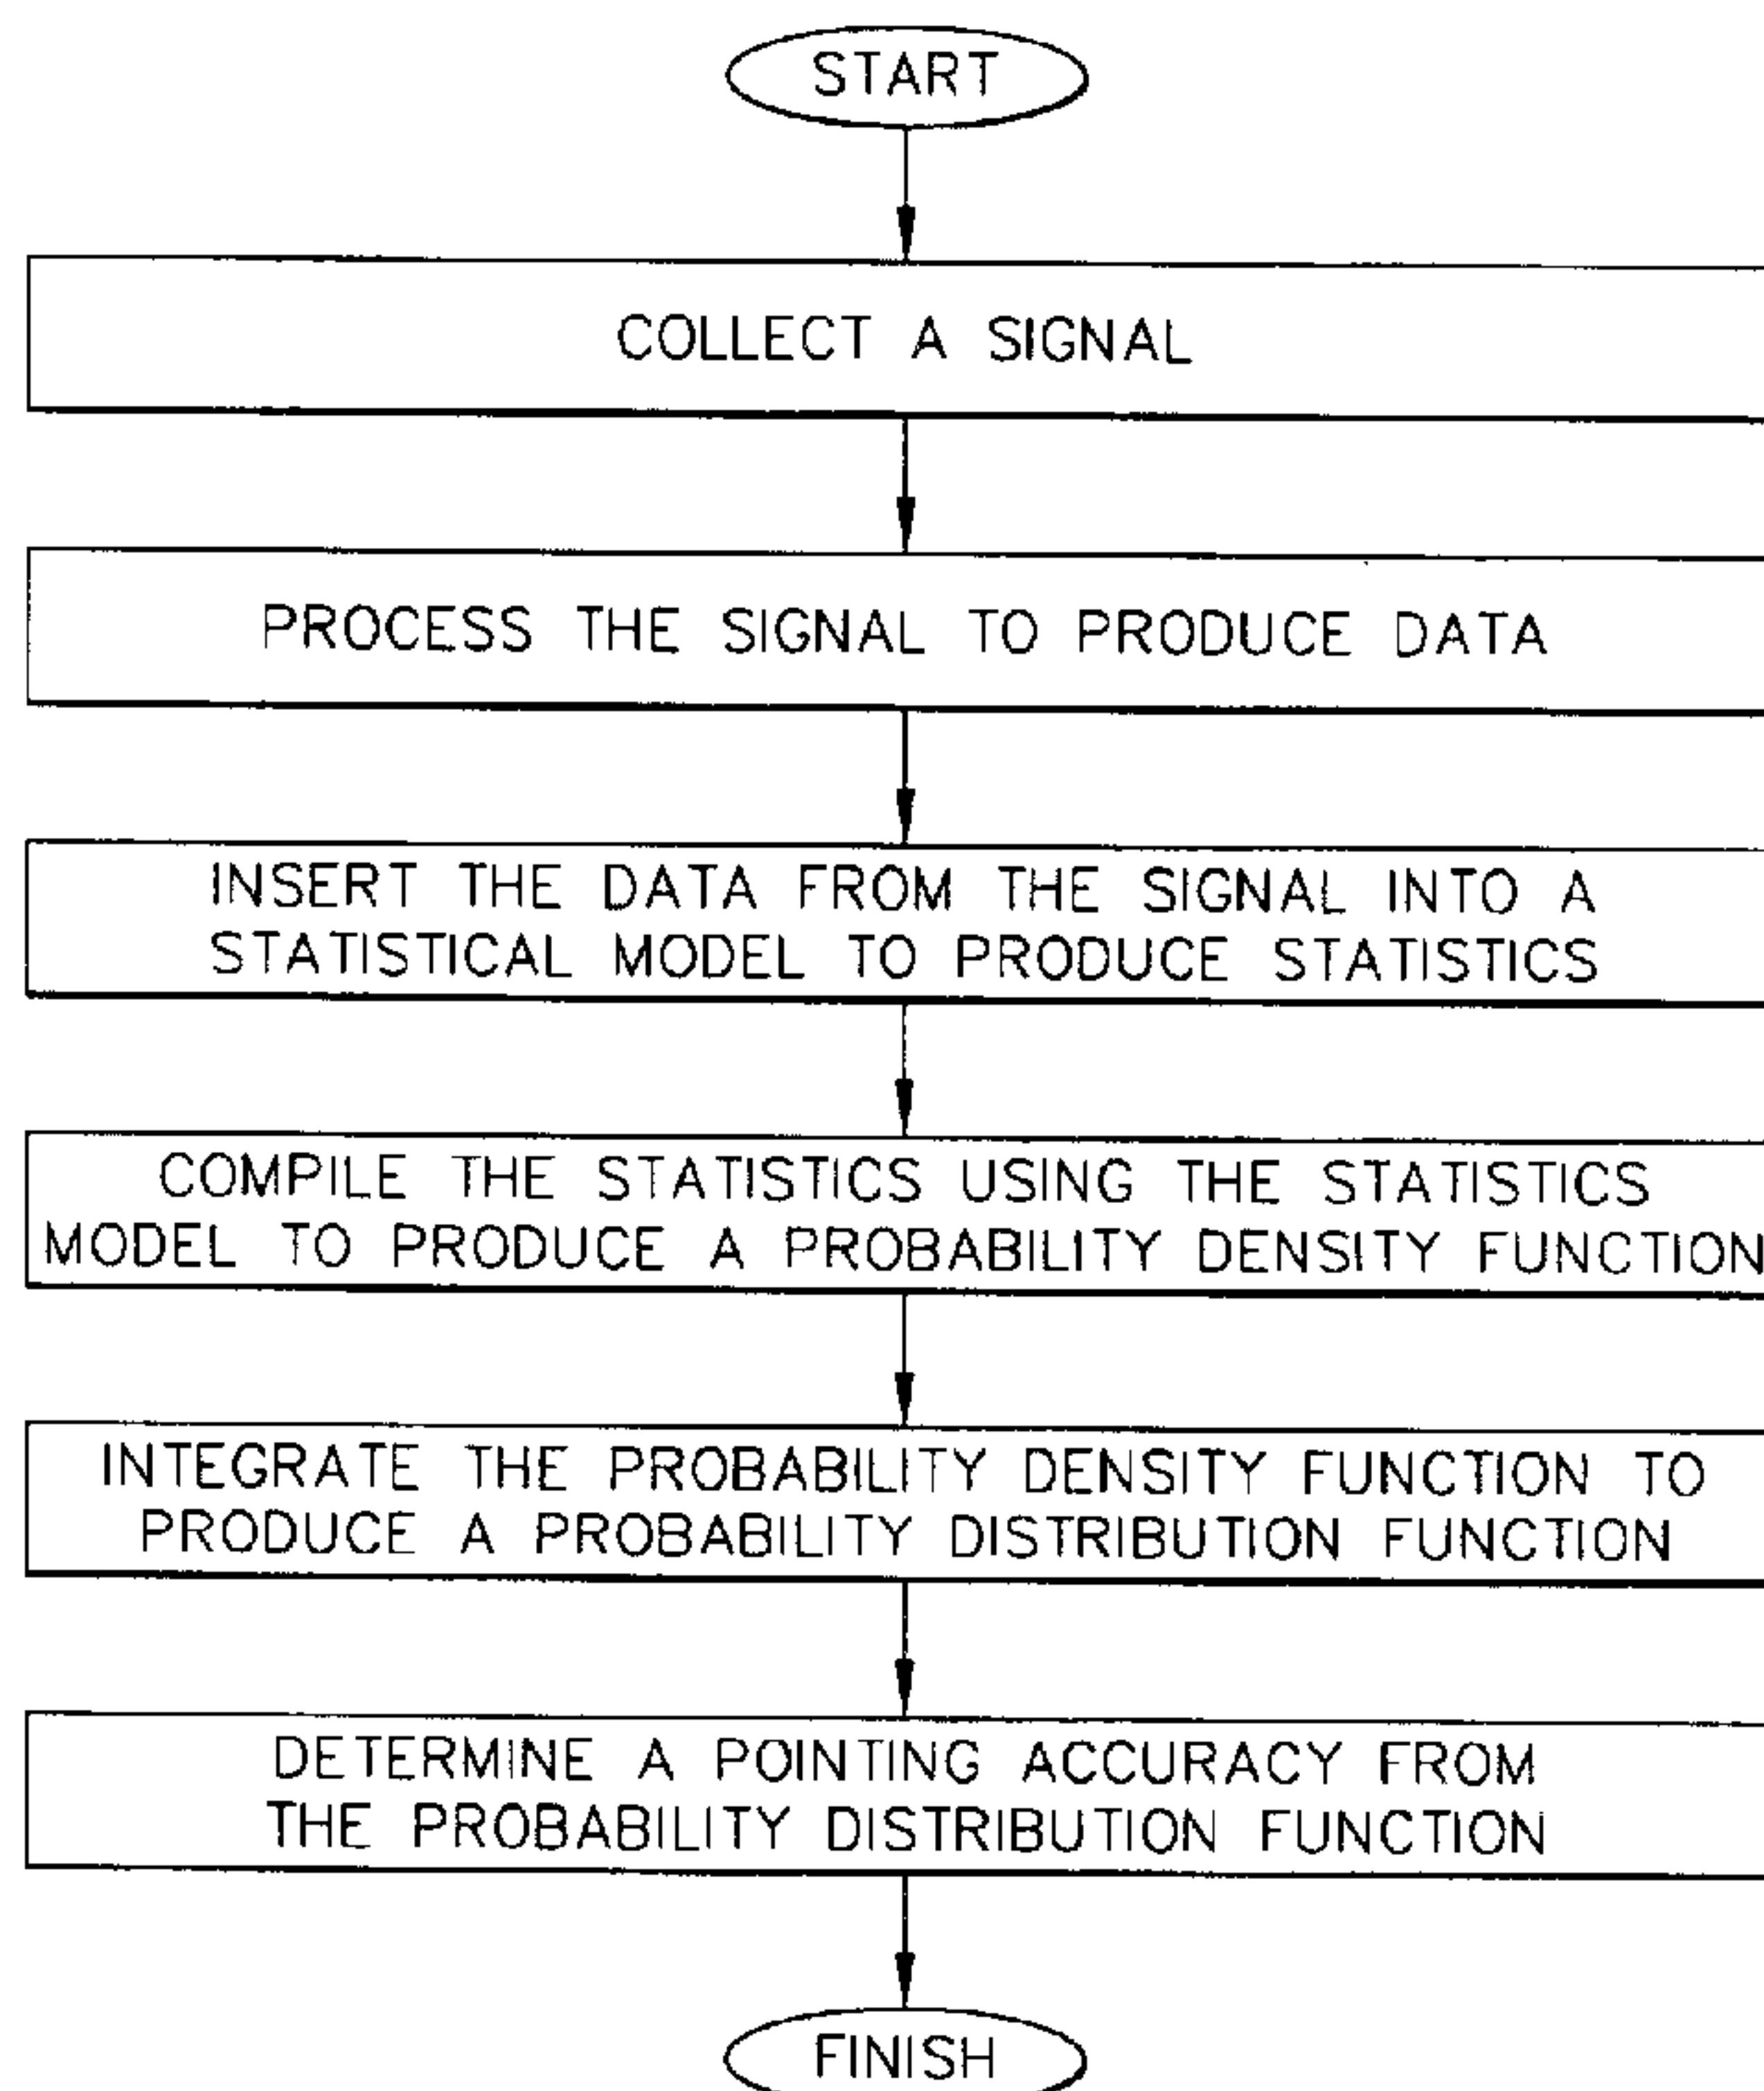 START
COLLECT A SIGNAL
PROCESS THE SIGNAL TO PRODUCE DATA
INSERT THE DATA FROM THE SIGNAL INTO A
STATISTICAL MODEL TO PRODUCE STATISTICS
COMPILE THE STATISTICS USING THE STATISTICS
MODEL TO PRODUCE A PROBABILITY DENSITY FUNCTION
INTEGRATE THE PROBABILITY DENSITY FUNCTION TO
PRODUCE A PROBABILITY DISTRIBUTION FUNCTION
DETERMINE A POINTING ACCURACY FROM
THE PROBABILITY DISTRIBUTION FUNCTION
FINISH